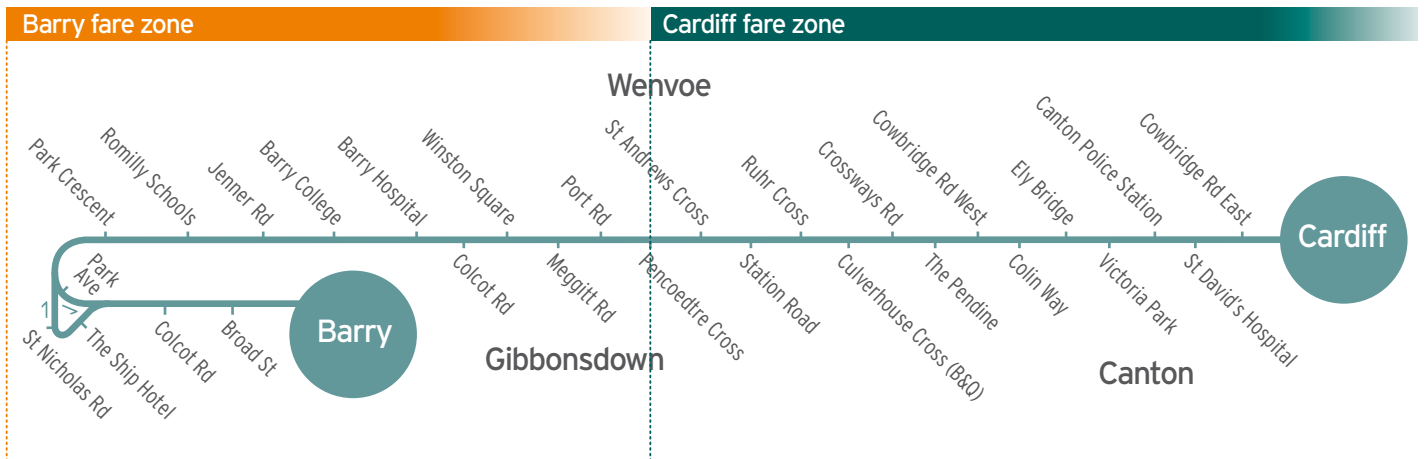 Barry fare zone
Cardiff fare zone
Wenvoe
Park Crescent
Romilly Schools
Jenner Rd
Barry College
Barry Hospital
Winston Square
Port Rd
St Andrews Cross
Ruhr Cross
Crossways Rd
Cowbridge Rd West
Ely Bridge
Canton Police Station
Cowbridge Rd East
Cardiff
Park
Ave
Colcot Rd
Meggitt Rd
Pencoedtre Cross
Station Road
Culverhouse Cross (B&Q)
The Pendine
Colin Way
Victoria Park
St David's Hospital
St Nicholas Rd
The Ship Hotel
Colcot Rd
Broad St
Barry
Gibbonsdown
Canton